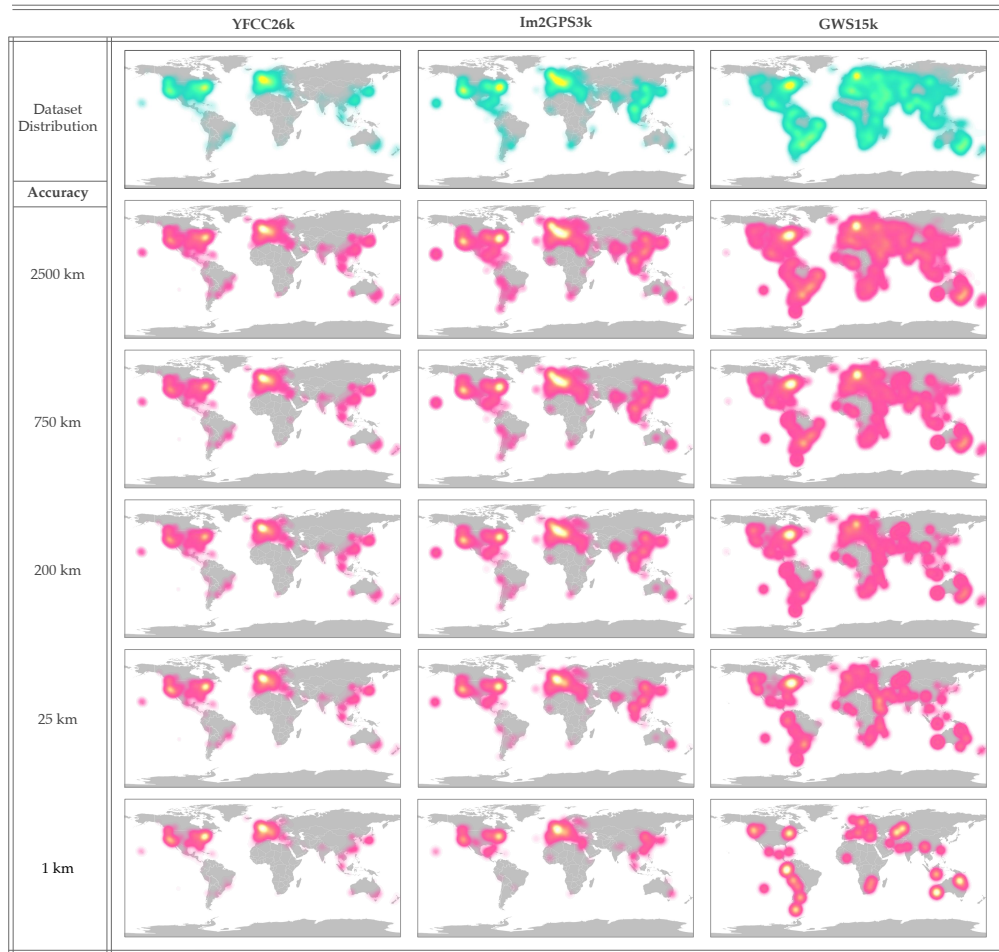 YFCC26k
Im2GPS3k
GWS15k
Dataset
Distribution
Accuracy
2500 km
750 km
200 km
25 km
1 km